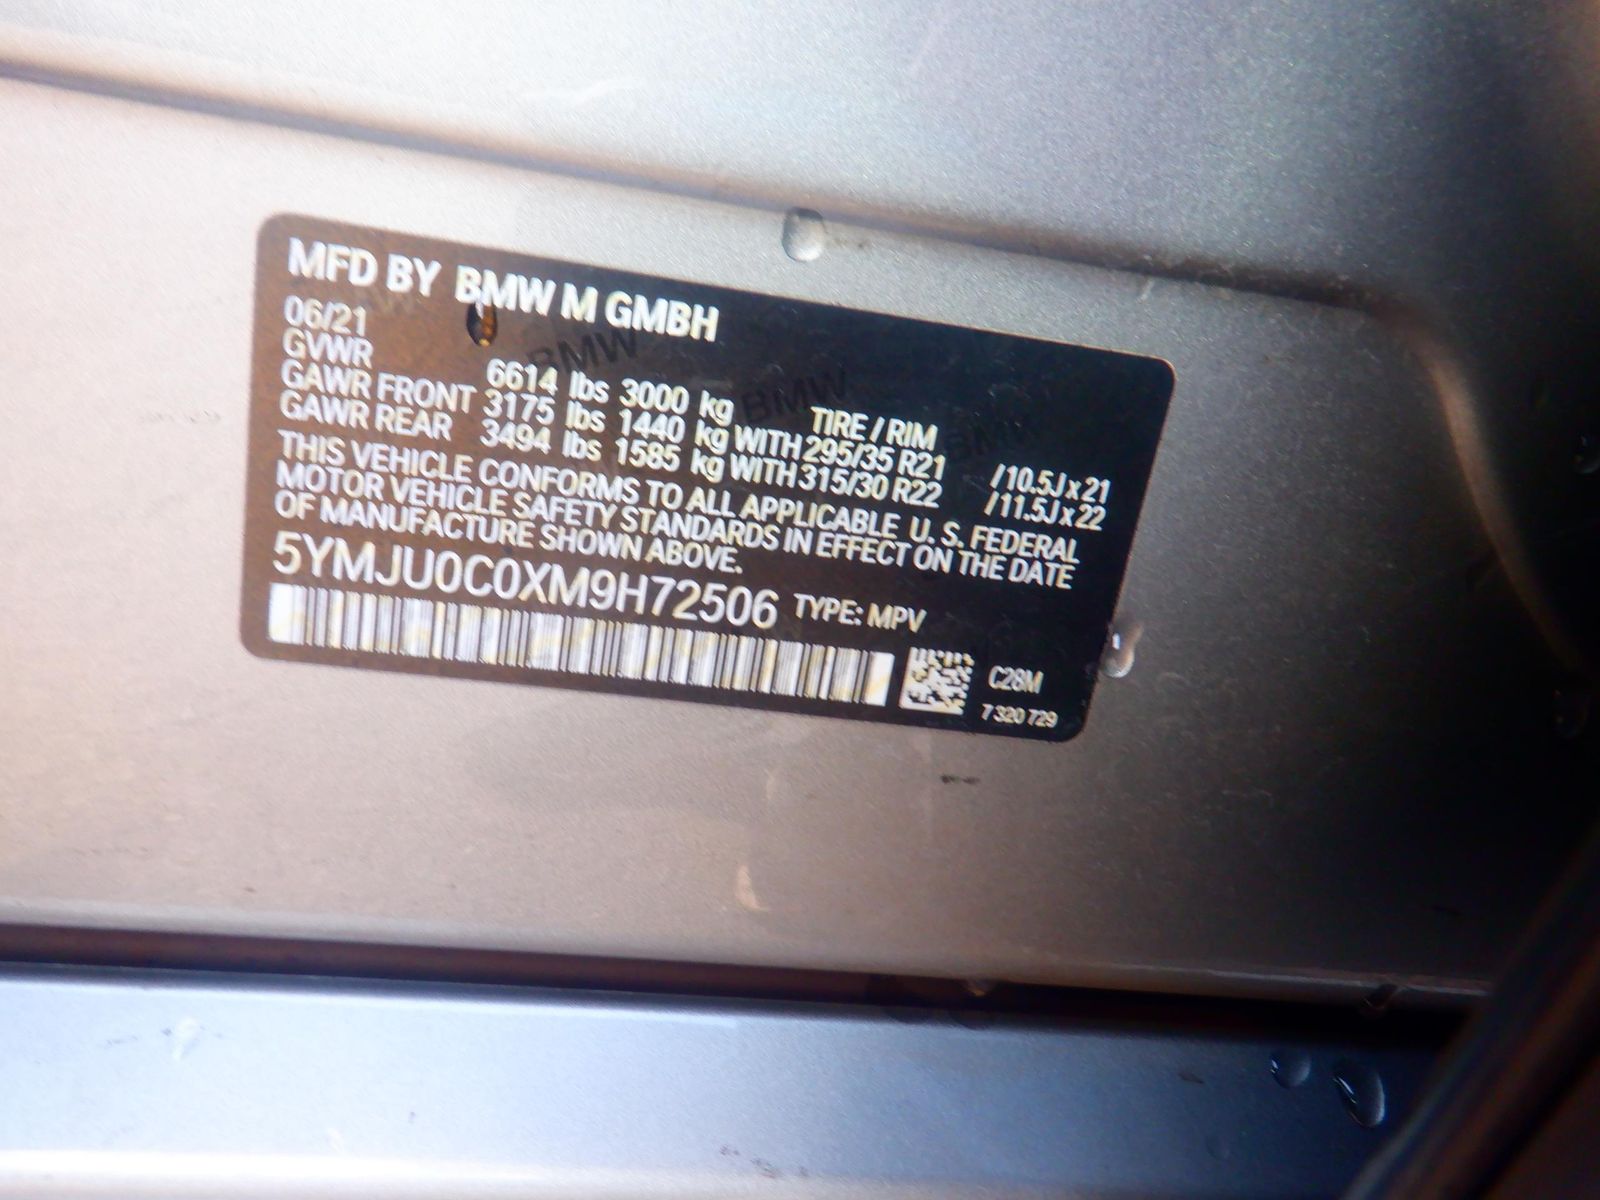 MFD BY BMW M GMBH
06/21
GVWR 6614 lbs 3000 kg TIRE / RIM
GAWR FRONT 3175 lbs 1440 kg WITH 295/35 R21 /10.5J x 21
GAWR REAR 3494 lbs 1585 kg WITH 315/30 R22 /11.5J x 22
THIS VEHICLE CONFORMS TO ALL APPLICABLE U. S. FEDERAL
MOTOR VEHICLE SAFETY STANDARDS IN EFFECT ON THE DATE
OF MANUFACTURE SHOWN ABOVE.
5YMJU0C0XM9H72506 TYPE: MPV
C28M
7 320 729
BMW
BMW
BMW